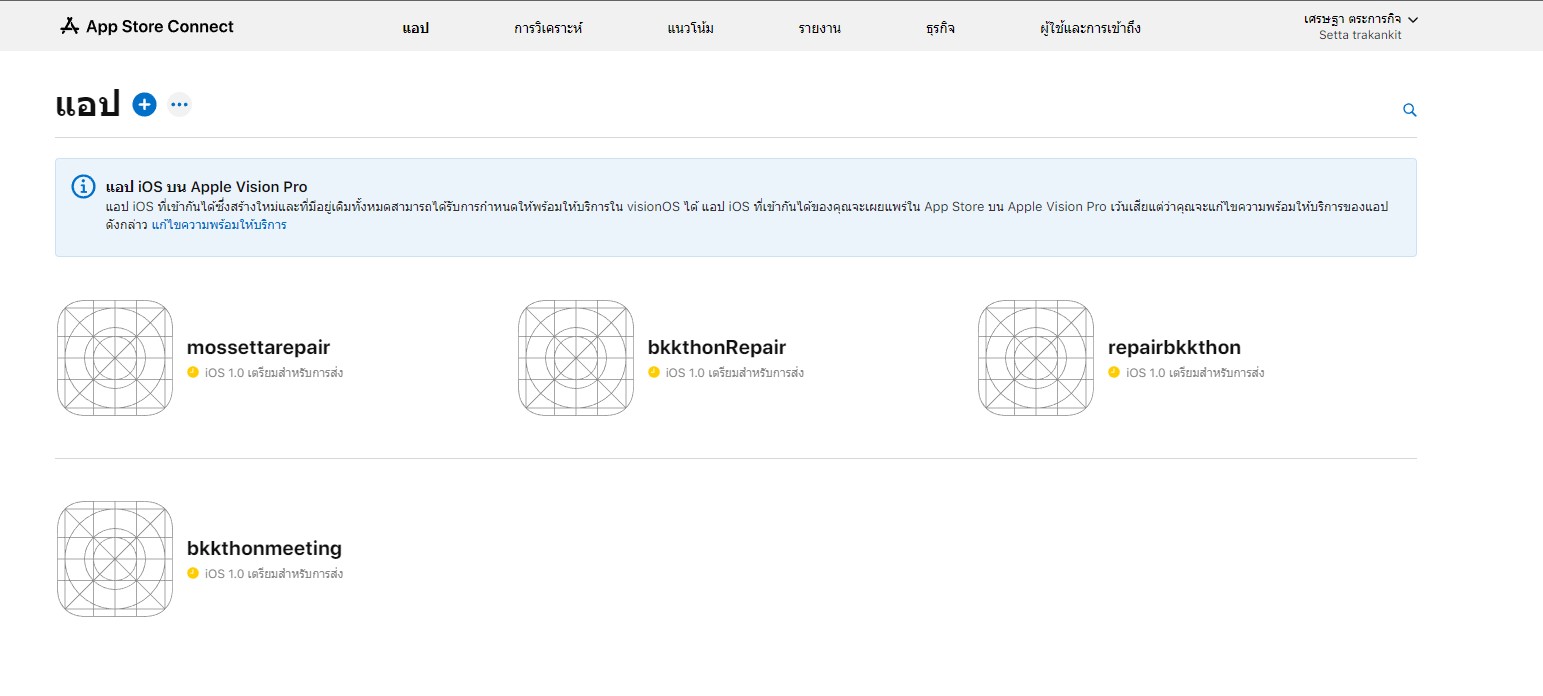 App Store Connect
แอป
การวิเคราะห์
แนวโน้ม
รายงาน
ธุรกิจ
ผู้ใช้และการเข้าถึง
เศรษฐา ตระการกิจ
Setta trakankit
แอป
แอป iOS บน Apple Vision Pro
แอป iOS ที่เข้ากันได้ซึ่งสร้างใหม่และที่มีอยู่เดิมทั้งหมดสามารถได้รับการกำหนดให้พร้อมให้บริการใน visionOS ได้ แอป iOS ที่เข้ากันได้ของคุณจะเผยแพร่ใน App Store บน Apple Vision Pro เว้นเสียแต่ว่าคุณจะแก้ไขความพร้อมให้บริการของแอป
ดังกล่าว แก้ไขความพร้อมให้บริการ
mossettarepair
iOS 1.0 เตรียมสำหรับการส่ง
bkkthonRepair
iOS 1.0 เตรียมสำหรับการส่ง
repairbkkthon
iOS 1.0 เตรียมสำหรับการส่ง
bkkthonmeeting
iOS 1.0 เตรียมสำหรับการส่ง